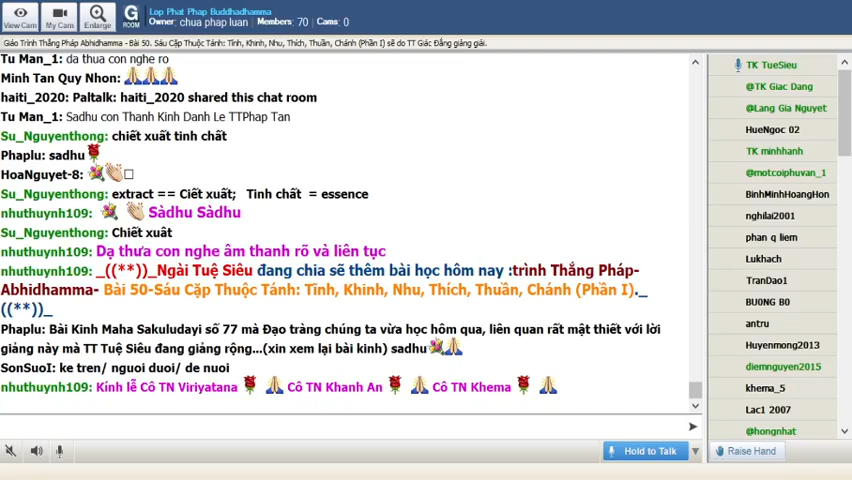 Lop Phat Phap Buddhadhamma
Owner: chua phap luan Members: 70 Cams: 0
View Cam My Cam Enlarge G ROOM
Giáo Trình Thắng Pháp Abhidhamma - Bài 50. Sáu Cặp Thuộc Tánh: Tĩnh, Khinh, Nhu, Thích, Thuần, Chánh (Phần I) sẽ do TT Giác Đẳng giảng giải.
Tu Man_1: da thua con nghe ro
Minh Tan Quy Nhon:
haiti_2020: Paltalk: haiti_2020 shared this chat room
Tu Man_1: Sadhu con Thanh Kinh Danh Le TTPhap Tan
Su_Nguyenthong: chiết xuất tinh chất
Phaplu: sadhu
HoaNguyet-8:
Su_Nguyenthong: extract == Ciết xuất; Tinh chất = essence
nhuthuynh109: Sàdhu Sàdhu
Su_Nguyenthong: Chiết xuât
nhuthuynh109: Dạ thưa con nghe âm thanh rõ và liên tục
nhuthuynh109: _((**))_Ngài Tuệ Siêu đang chia sẽ thêm bài học hôm nay :trình Thắng Pháp-
Abhidhamma- Bài 50-Sáu Cặp Thuộc Tánh: Tĩnh, Khinh, Nhu, Thích, Thuần, Chánh (Phần I)._
((**))_
Phaplu: Bài Kinh Maha Sakuludayi số 77 mà Đạo tràng chúng ta vừa học hôm qua, liên quan rất mật thiết với lời
giảng này mà TT Tuệ Siêu đang giảng rộng...(xin xem lại bài kinh) sadhu
SonSuoI: ke tren/ nguoi duoi/ de nuoi
nhuthuynh109: Kính lễ Cô TN Viriyatana Cô TN Khanh An Cô TN Khema
Hold to Talk
TK TueSieu
@TK Giac Dang
@Lang Gia Nguyet
HueNgoc 02
TK minhhanh
@motcoiphuvan_1
BinhMinhHoangHon
nghilai2001
phan q liem
Lukhach
TranDao1
BU0NG B0
antru
Huyenmong2013
diemnguyen2015
khema_5
Lac1 2007
@hongnhat
Raise Hand